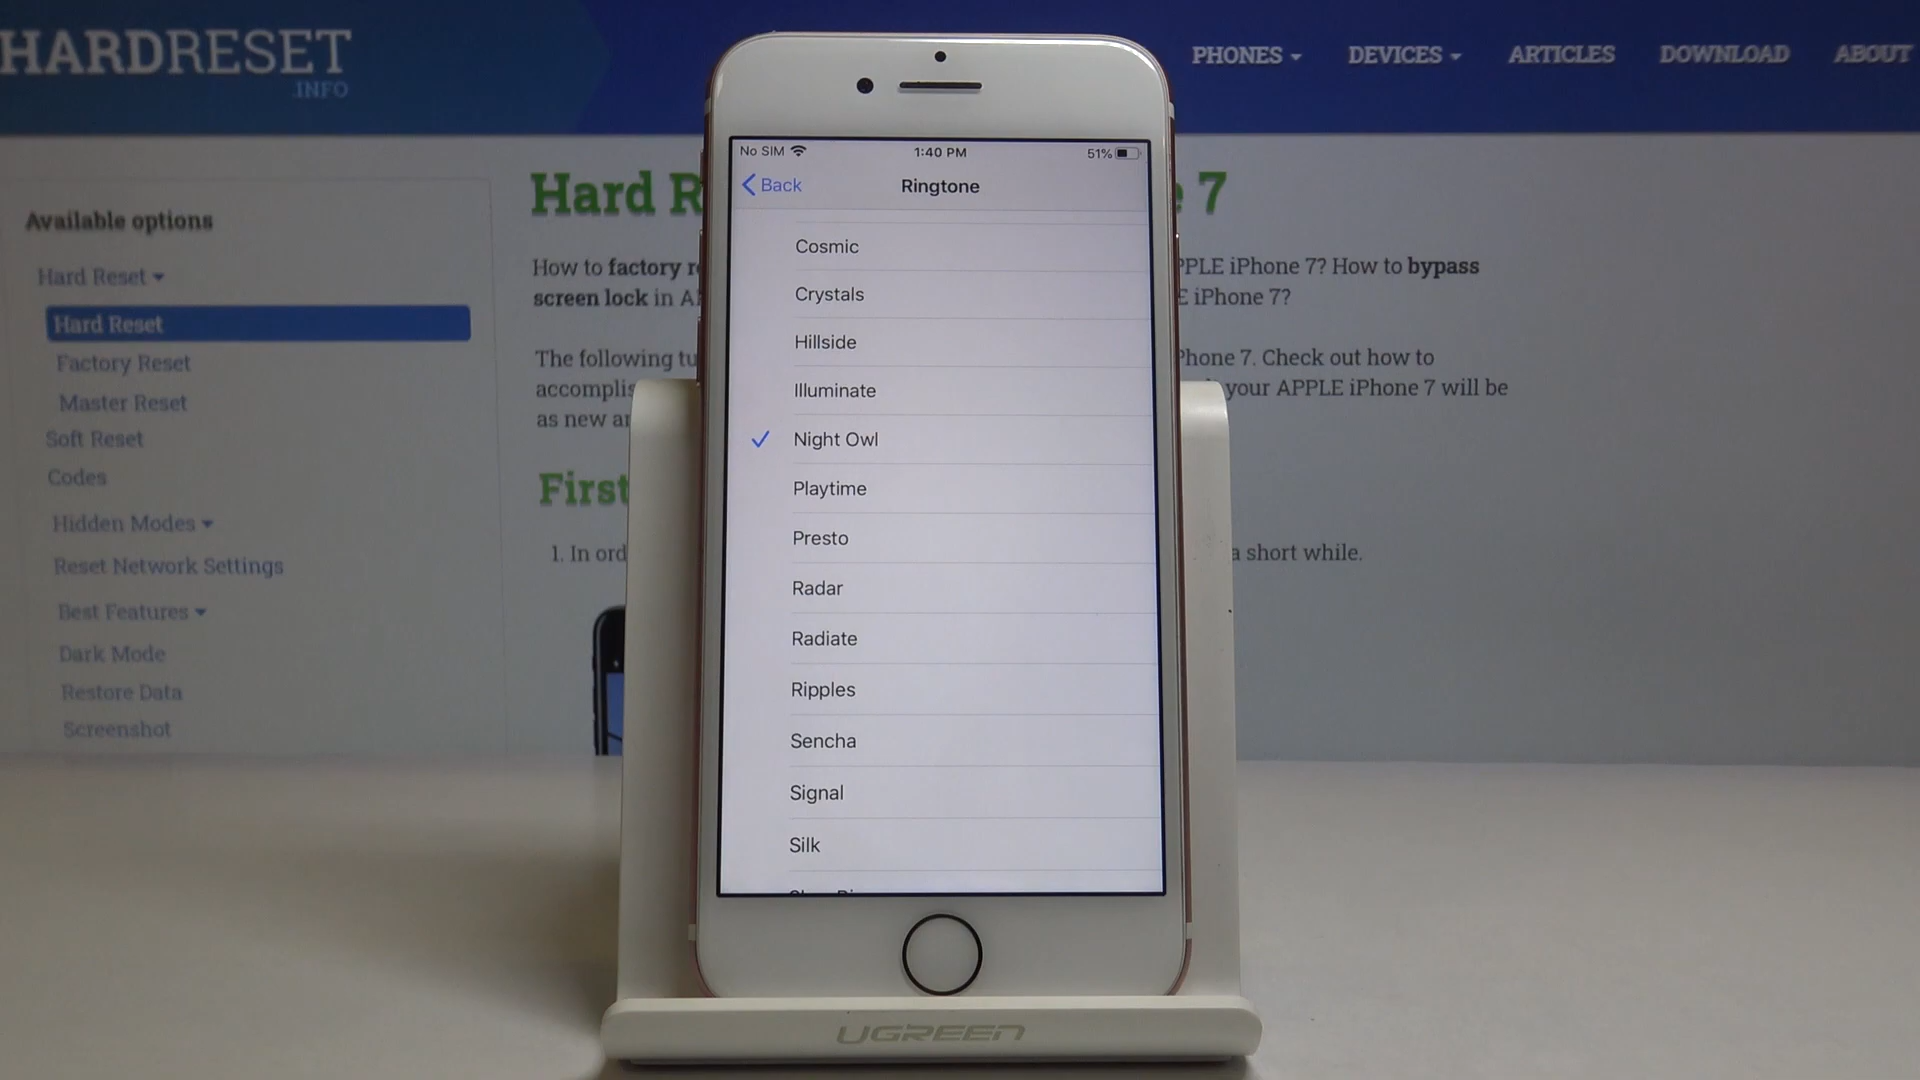 HARDRESET
.INFO
PHONES DEVICES ARTICLES DOWNLOAD ABOUT
Available options
Hard Reset
Hard Reset
Factory Reset
Master Reset
Soft Reset
Codes
Hidden Modes
Reset Network Settings
Best Features
Dark Mode
Restore Data
Screenshot
Hard R
e 7
How to factory r
PPLE iPhone 7? How to bypass
screen lock in A
E iPhone 7?
The following tu
Phone 7. Check out how to
accomplis
your APPLE iPhone 7 will be
as new an
First
1. In ord
a short while.
No SIM 1:40 PM 51%
Back Ringtone
Cosmic
Crystals
Hillside
Illuminate
Night Owl
Playtime
Presto
Radar
Radiate
Ripples
Sencha
Signal
Silk
UGREEN